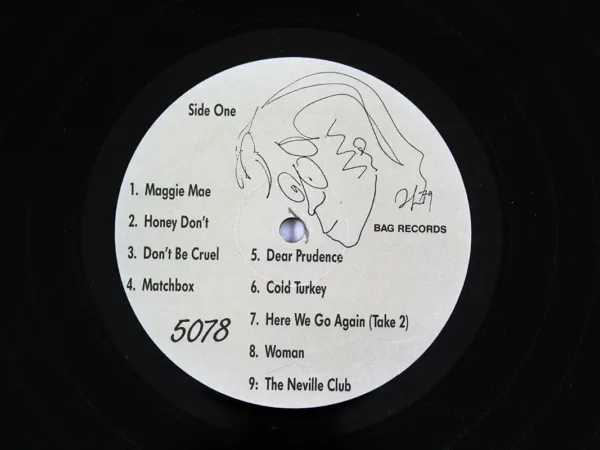 Side One
1. Maggie Mae
2. Honey Don't
3. Don't Be Cruel
4. Matchbox
5078
BAG RECORDS
5. Dear Prudence
6. Cold Turkey
7. Here We Go Again (Take 2)
8. Woman
9: The Neville Club